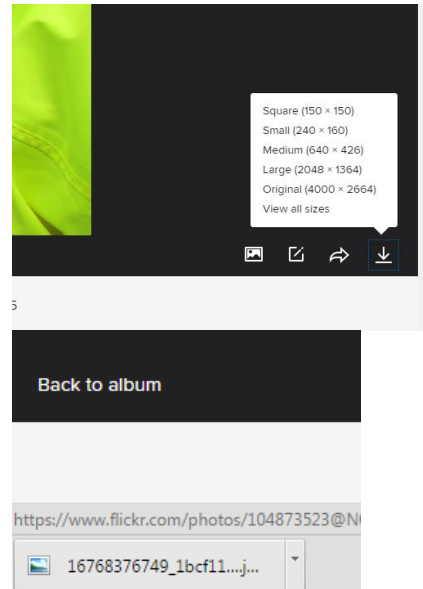 Square (150 × 150)
Small (240 × 160)
Medium (640 × 426)
Large (2048 × 1364)
Original (4000 × 2664)
View all sizes
Back to album
https://www.flickr.com/photos/104873523@N
16768376749_1bcf11....j...